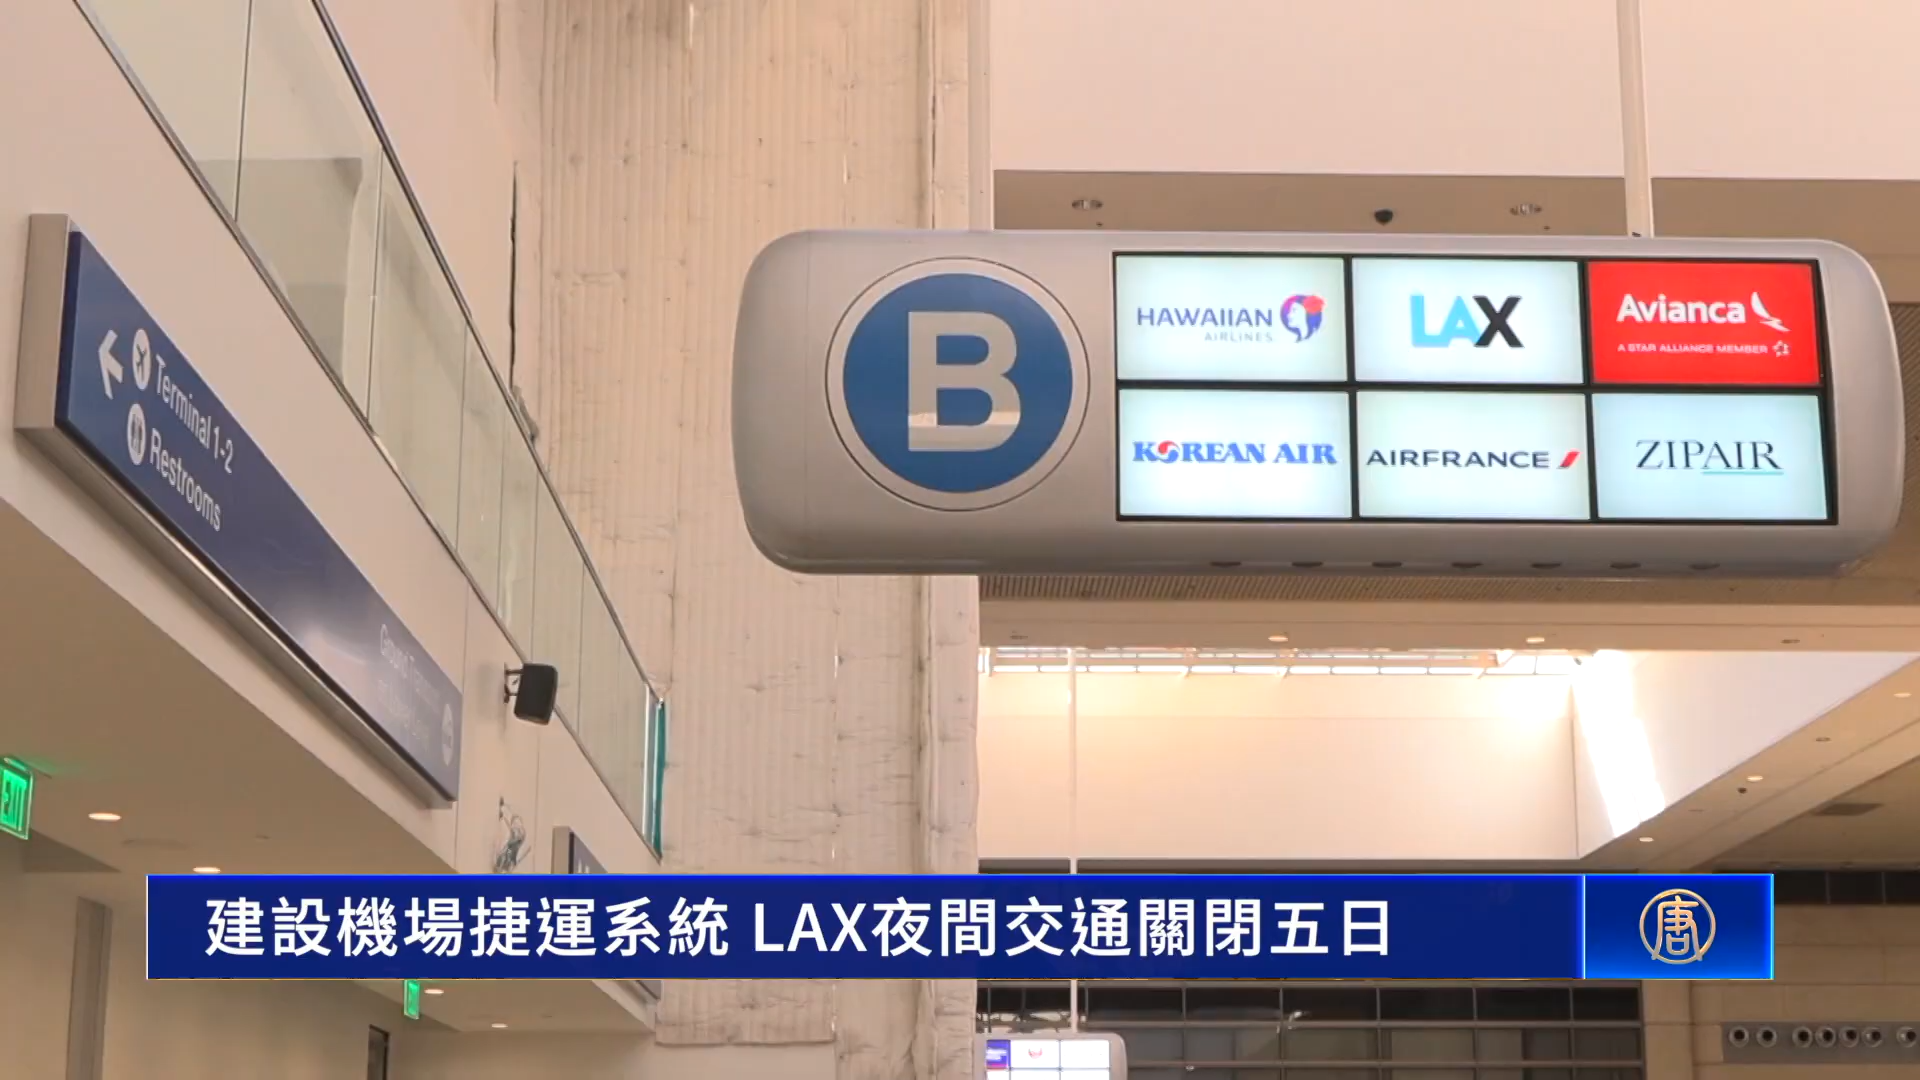 Terminal 1-2
Restrooms
B
HAWAIIAN
AIRLINES
LAX
Avianca
A STAR ALLIANCE MEMBER
KOREAN AIR
AIRFRANCE
ZIPAIR
EXIT
建設機場捷運系統 LAX夜間交通關閉五日
唐